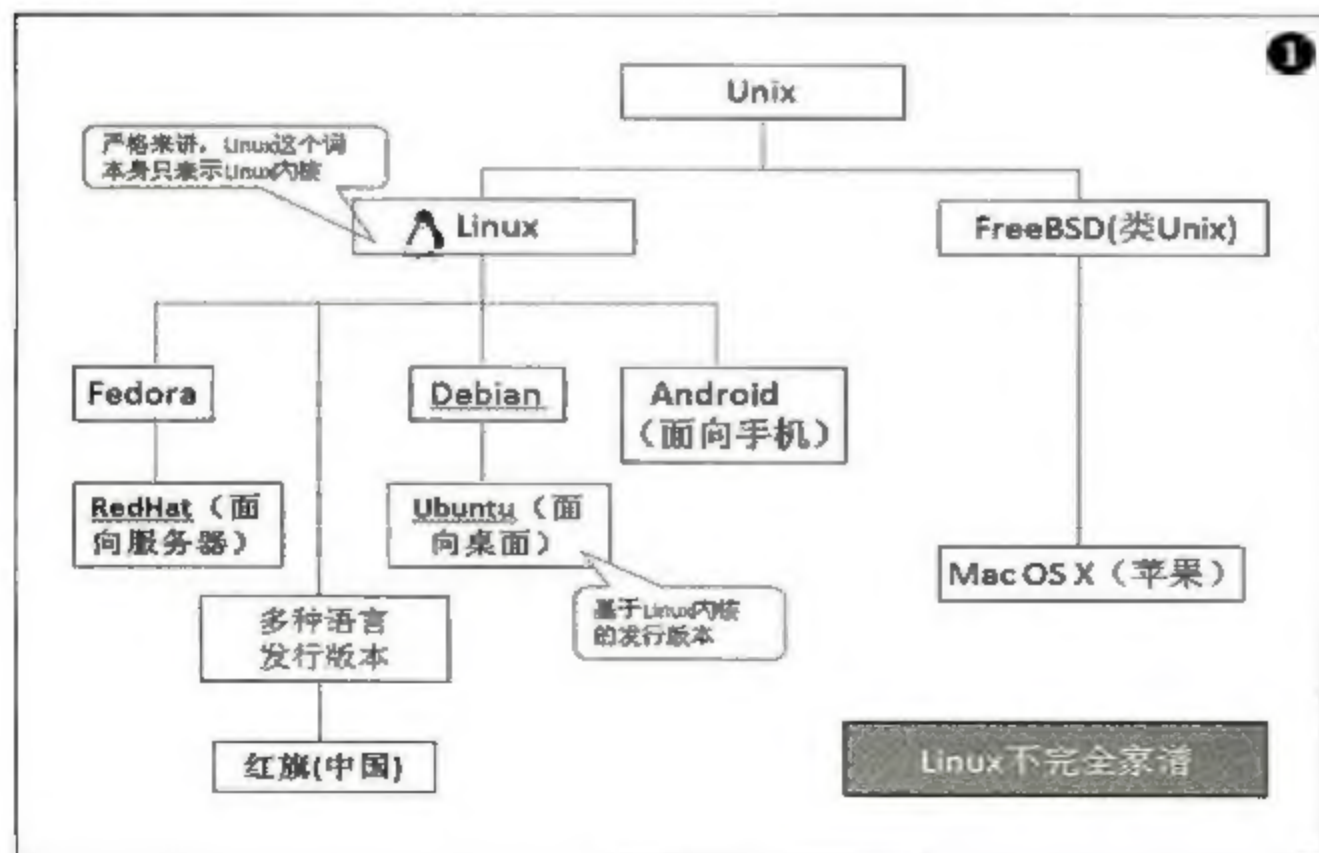 1
Unix
严格来讲，Linux这个词
本身只表示Linux内核
Linux
FreeBSD(类Unix)
Fedora
Debian
Android
（面向手机）
RedHat（面
向服务器）
Ubuntu（面
向桌面）
Mac OS X（苹果）
基于Linux内核
的发行版本
多种语言
发行版本
红旗(中国)
Linux不完全家谱